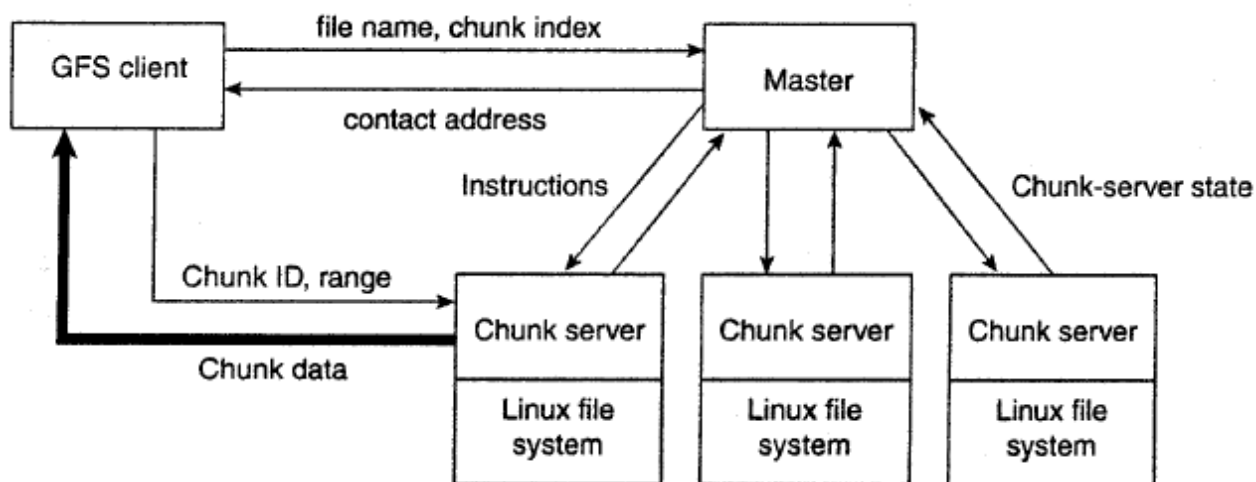 file name, chunk index
GFS client
Master
contact address
Instructions
Chunk-server state
Chunk ID, range
Chunk server
Chunk server
Chunk server
Chunk data
Linux file
system
Linux file
system
Linux file
system